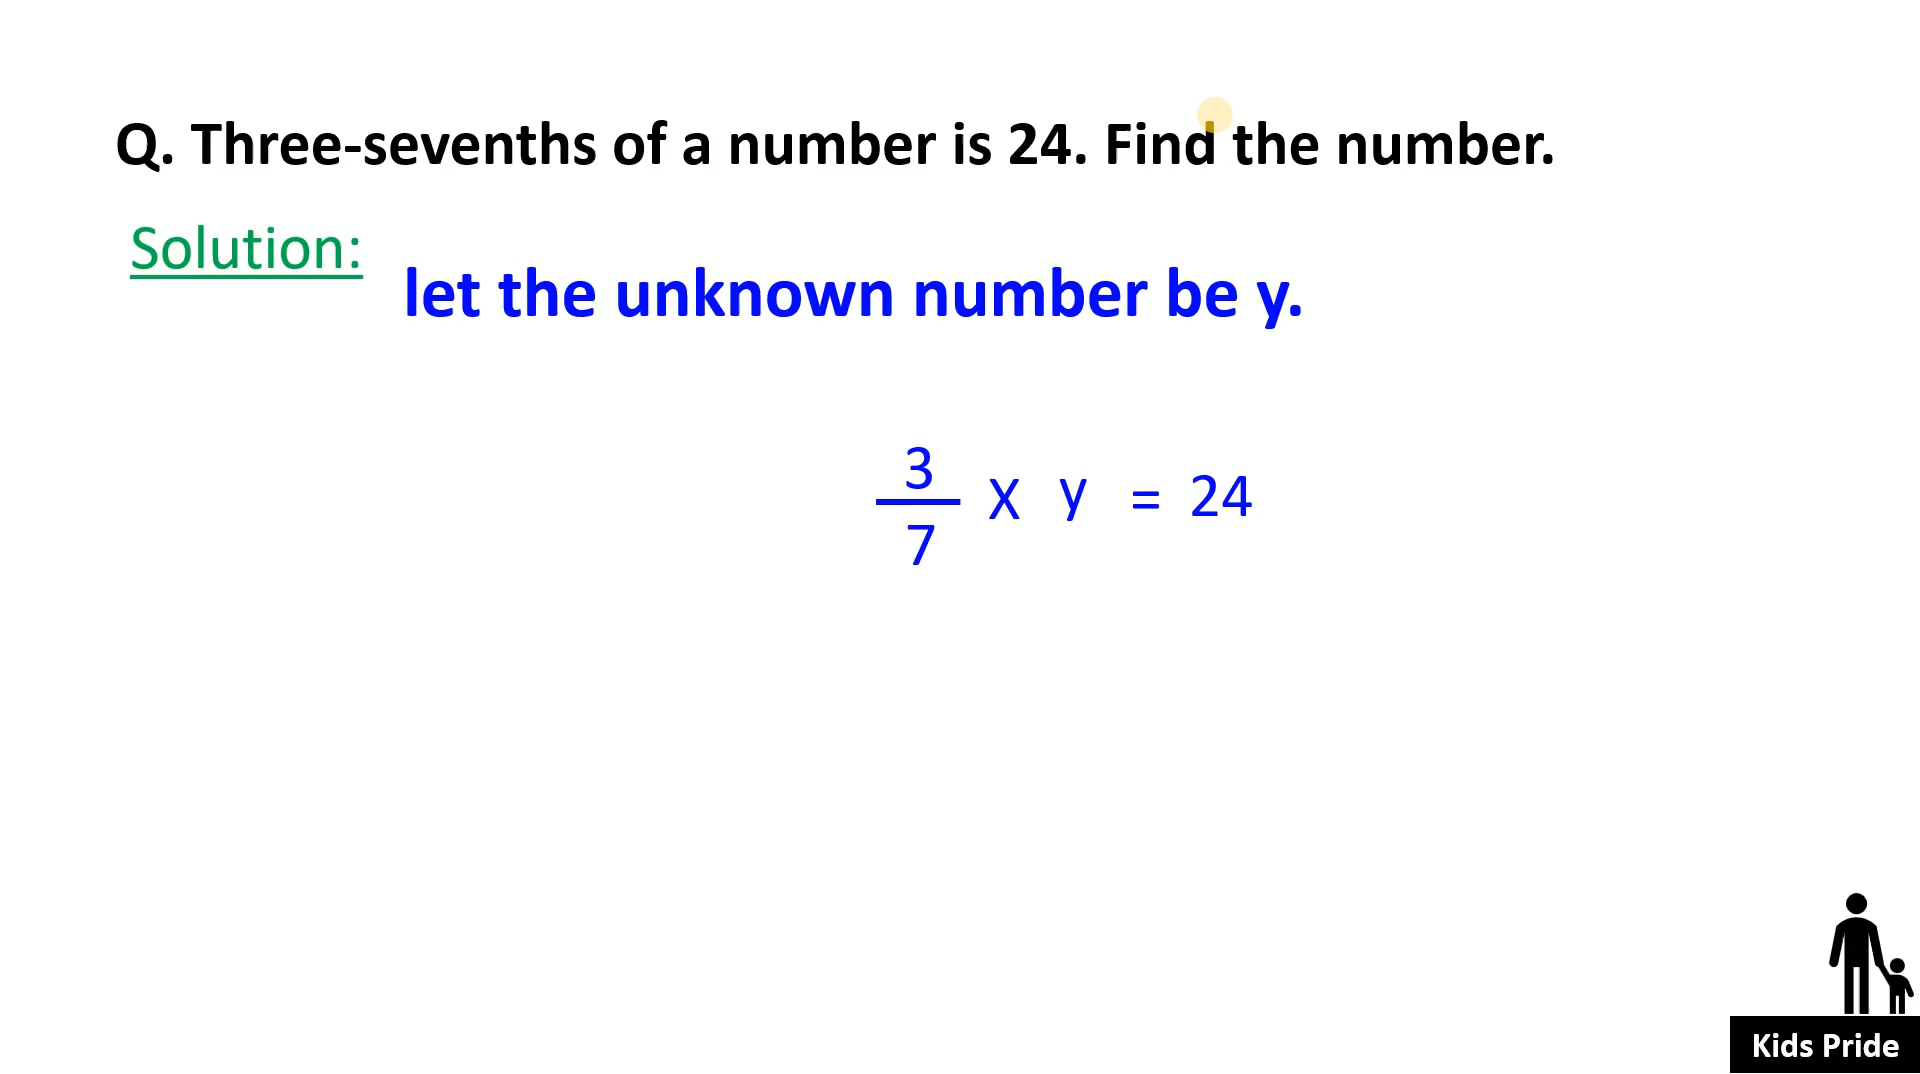 Q. Three-sevenths of a number is 24. Find the number.
Solution:
let the unknown number be y.
3
7
X y = 24
Kids Pride